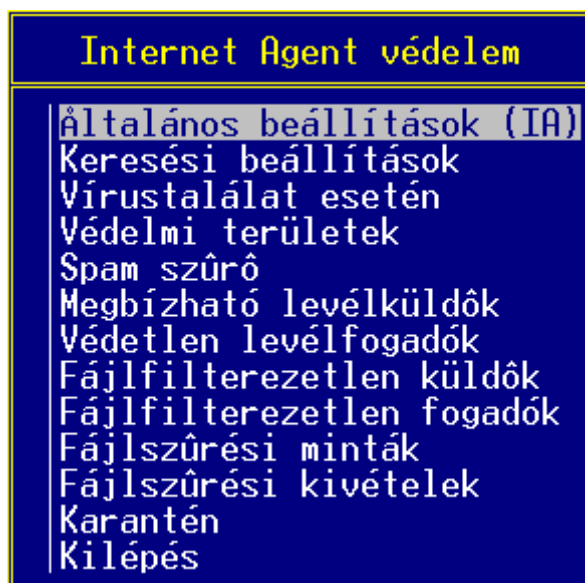 Internet Agent védelem
Åltalános beállítások (IA)
Keresési beállítások
Vírustalálat esetén
Védelmi területek
Spam szûrô
Megbízható levélküldôk
Védetlen levélfogadók
Fájlfilterezetlen küldôk
Fájlfilterezetlen fogadók
Fájlszûrési minták
Fájlszûrési kivételek
Karantén
Kilépés